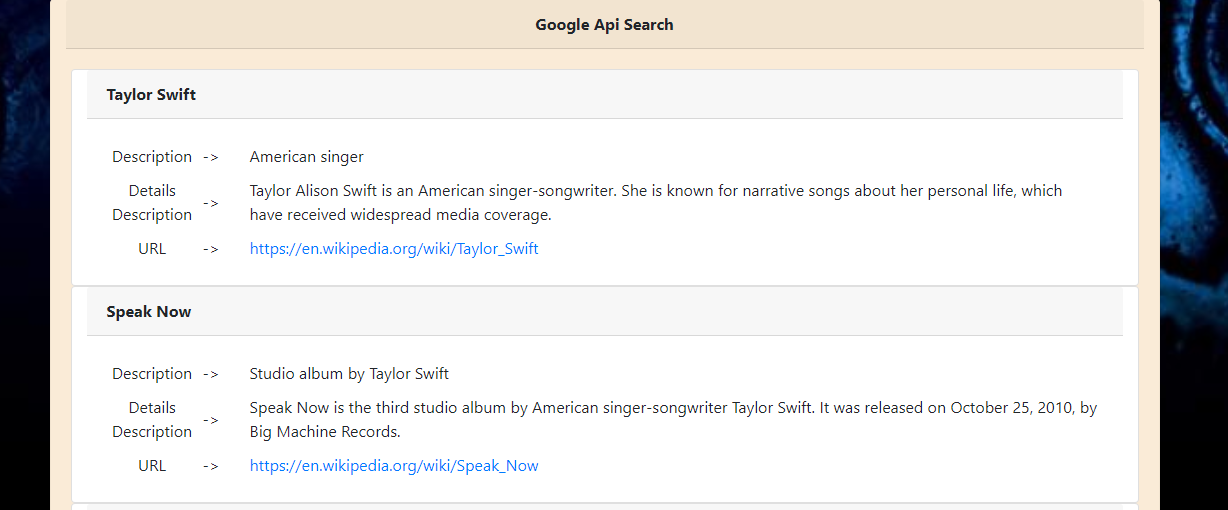 Google Api Search
Taylor Swift
Description -> American singer
Details Description -> Taylor Alison Swift is an American singer-songwriter. She is known for narrative songs about her personal life, which
have received widespread media coverage.
URL -> https://en.wikipedia.org/wiki/Taylor_Swift
Speak Now
Description -> Studio album by Taylor Swift
Details Description -> Speak Now is the third studio album by American singer-songwriter Taylor Swift. It was released on October 25, 2010, by
Big Machine Records.
URL -> https://en.wikipedia.org/wiki/Speak_Now